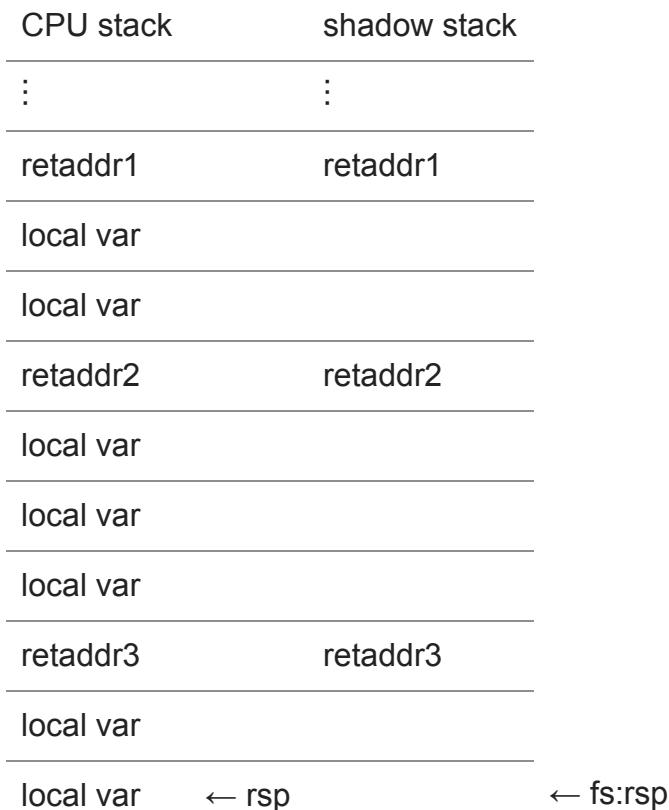 CPU stack shadow stack
⋮ ⋮
retaddr1 retaddr1
local var
local var
retaddr2 retaddr2
local var
local var
local var
retaddr3 retaddr3
local var
local var ← rsp ← fs:rsp